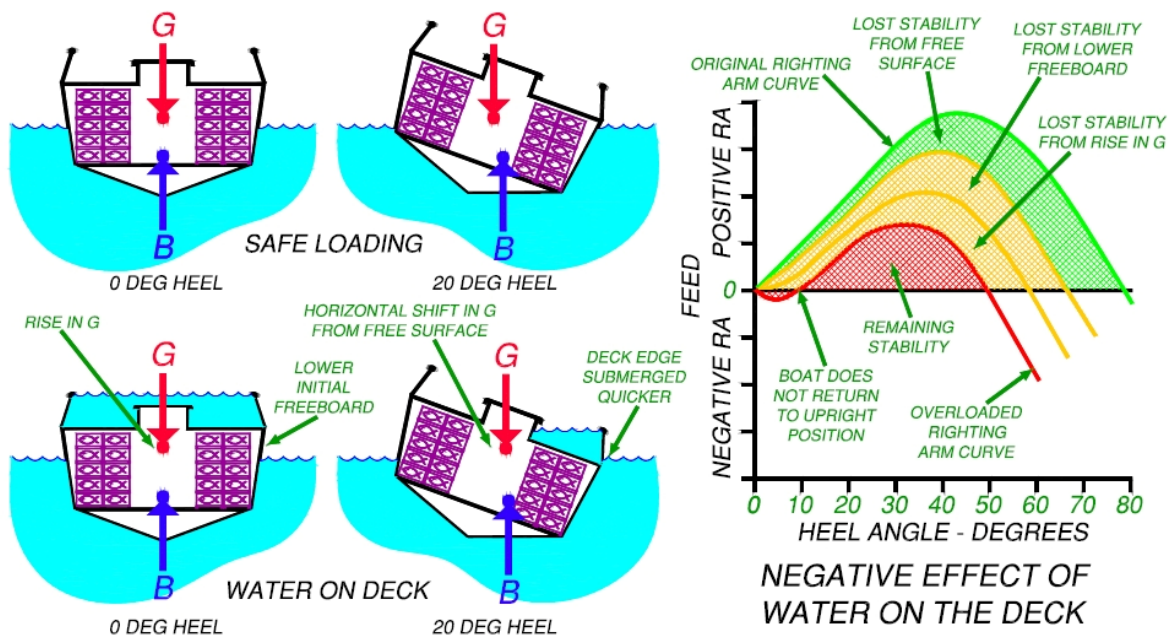 G
B
SAFE LOADING
0 DEG HEEL
G
B
20 DEG HEEL
RISE IN G
G
B
LOWER
INITIAL
FREEBOARD
0 DEG HEEL
WATER ON DECK
HORIZONTAL SHIFT IN G
FROM FREE SURFACE
G
B
DECK EDGE
SUBMERGED
QUICKER
20 DEG HEEL
ORIGINAL RIGHTING
ARM CURVE
LOST STABILITY
FROM FREE
SURFACE
LOST STABILITY
FROM LOWER
FREEBOARD
LOST STABILITY
FROM RISE IN G
POSITIVE RA
FEED
0
NEGATIVE RA
REMAINING
STABILITY
BOAT DOES
NOT RETURN
TO UPRIGHT
POSITION
OVERLOADED
RIGHTING
ARM CURVE
0 10 20 30 40 50 60 70 80
HEEL ANGLE - DEGREES
NEGATIVE EFFECT OF
WATER ON THE DECK